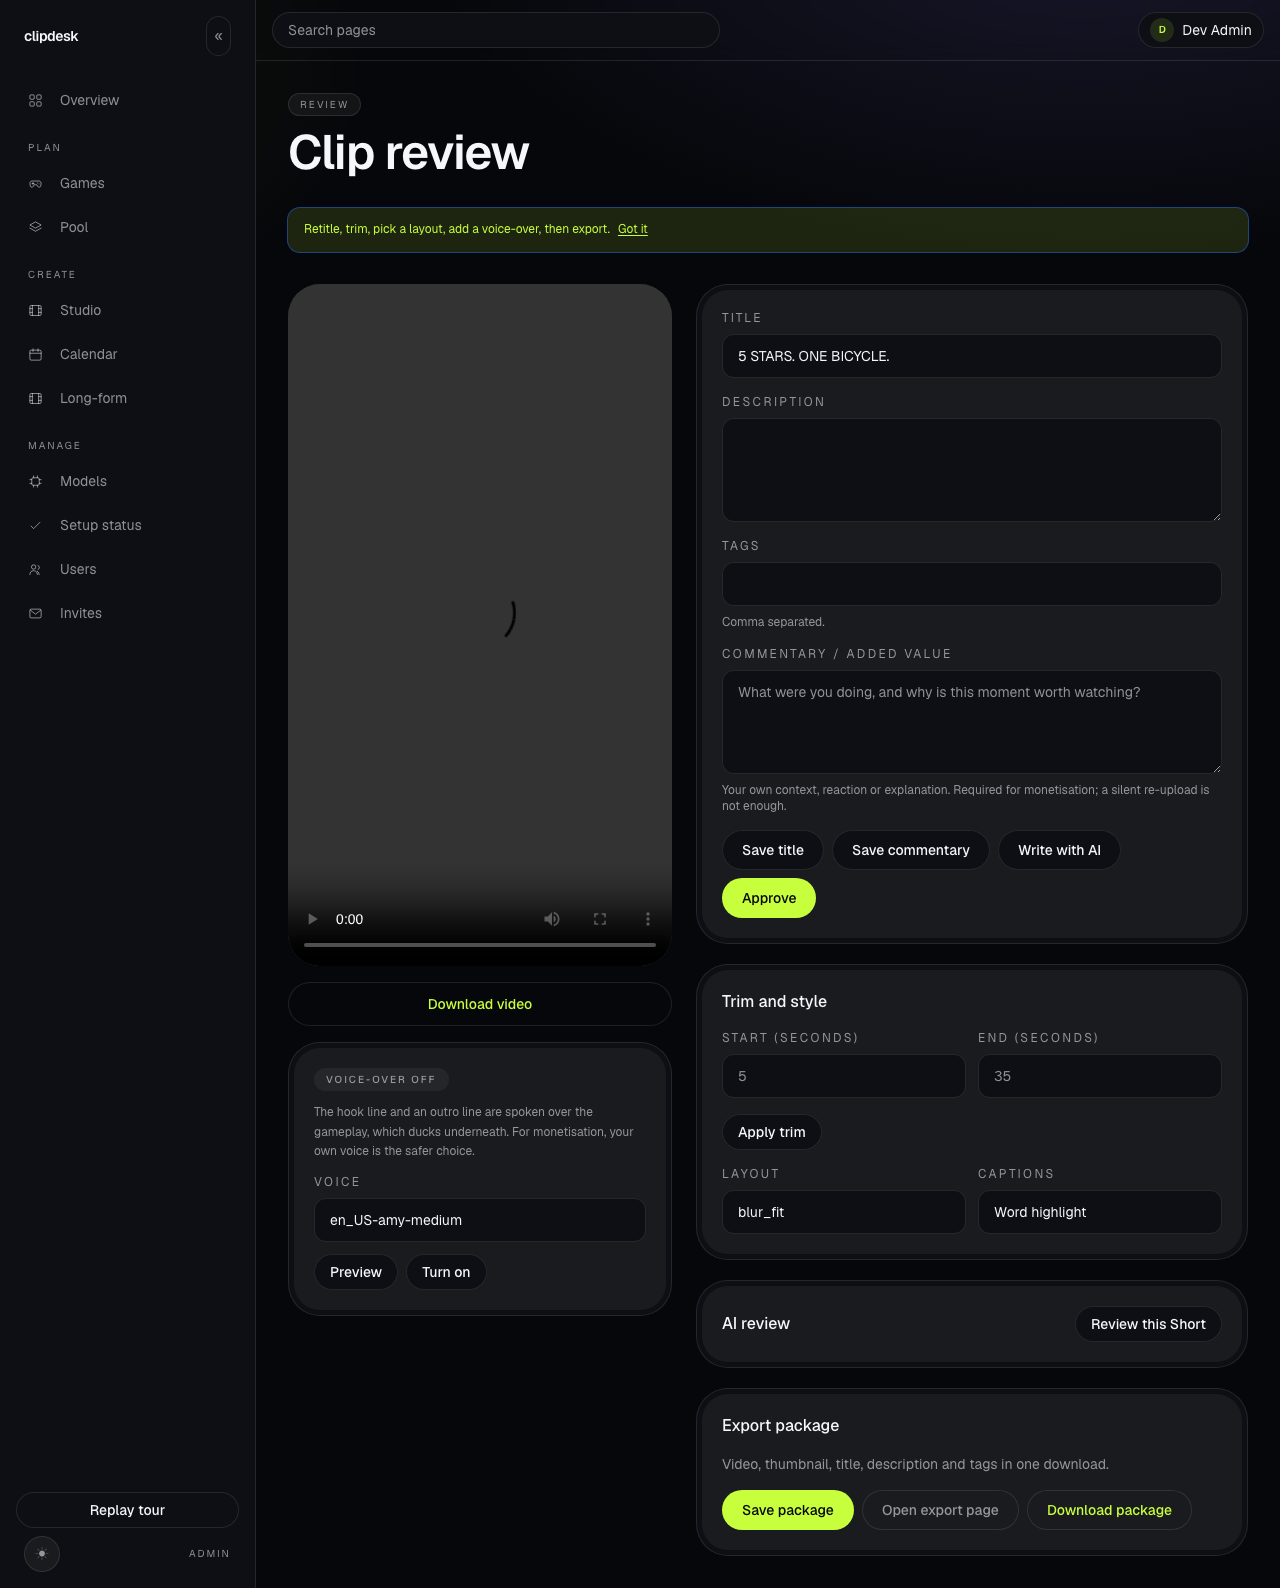 clipdesk
«
Search pages
D
Dev Admin
Overview
PLAN
Games
Pool
CREATE
Studio
Calendar
Long-form
MANAGE
Models
Setup status
Users
Invites
Replay tour
ADMIN
REVIEW
Clip review
Retitle, trim, pick a layout, add a voice-over, then export. Got it
0:00
Download video
VOICE-OVER OFF
The hook line and an outro line are spoken over the
gameplay, which ducks underneath. For monetisation, your
own voice is the safer choice.
VOICE
en_US-amy-medium
Preview
Turn on
TITLE
5 STARS. ONE BICYCLE.
DESCRIPTION
TAGS
Comma separated.
COMMENTARY / ADDED VALUE
What were you doing, and why is this moment worth watching?
Your own context, reaction or explanation. Required for monetisation; a silent re-upload is
not enough.
Save title
Save commentary
Write with AI
Approve
Trim and style
START (SECONDS)
END (SECONDS)
5
35
Apply trim
LAYOUT
CAPTIONS
blur_fit
Word highlight
AI review
Review this Short
Export package
Video, thumbnail, title, description and tags in one download.
Save package
Open export page
Download package